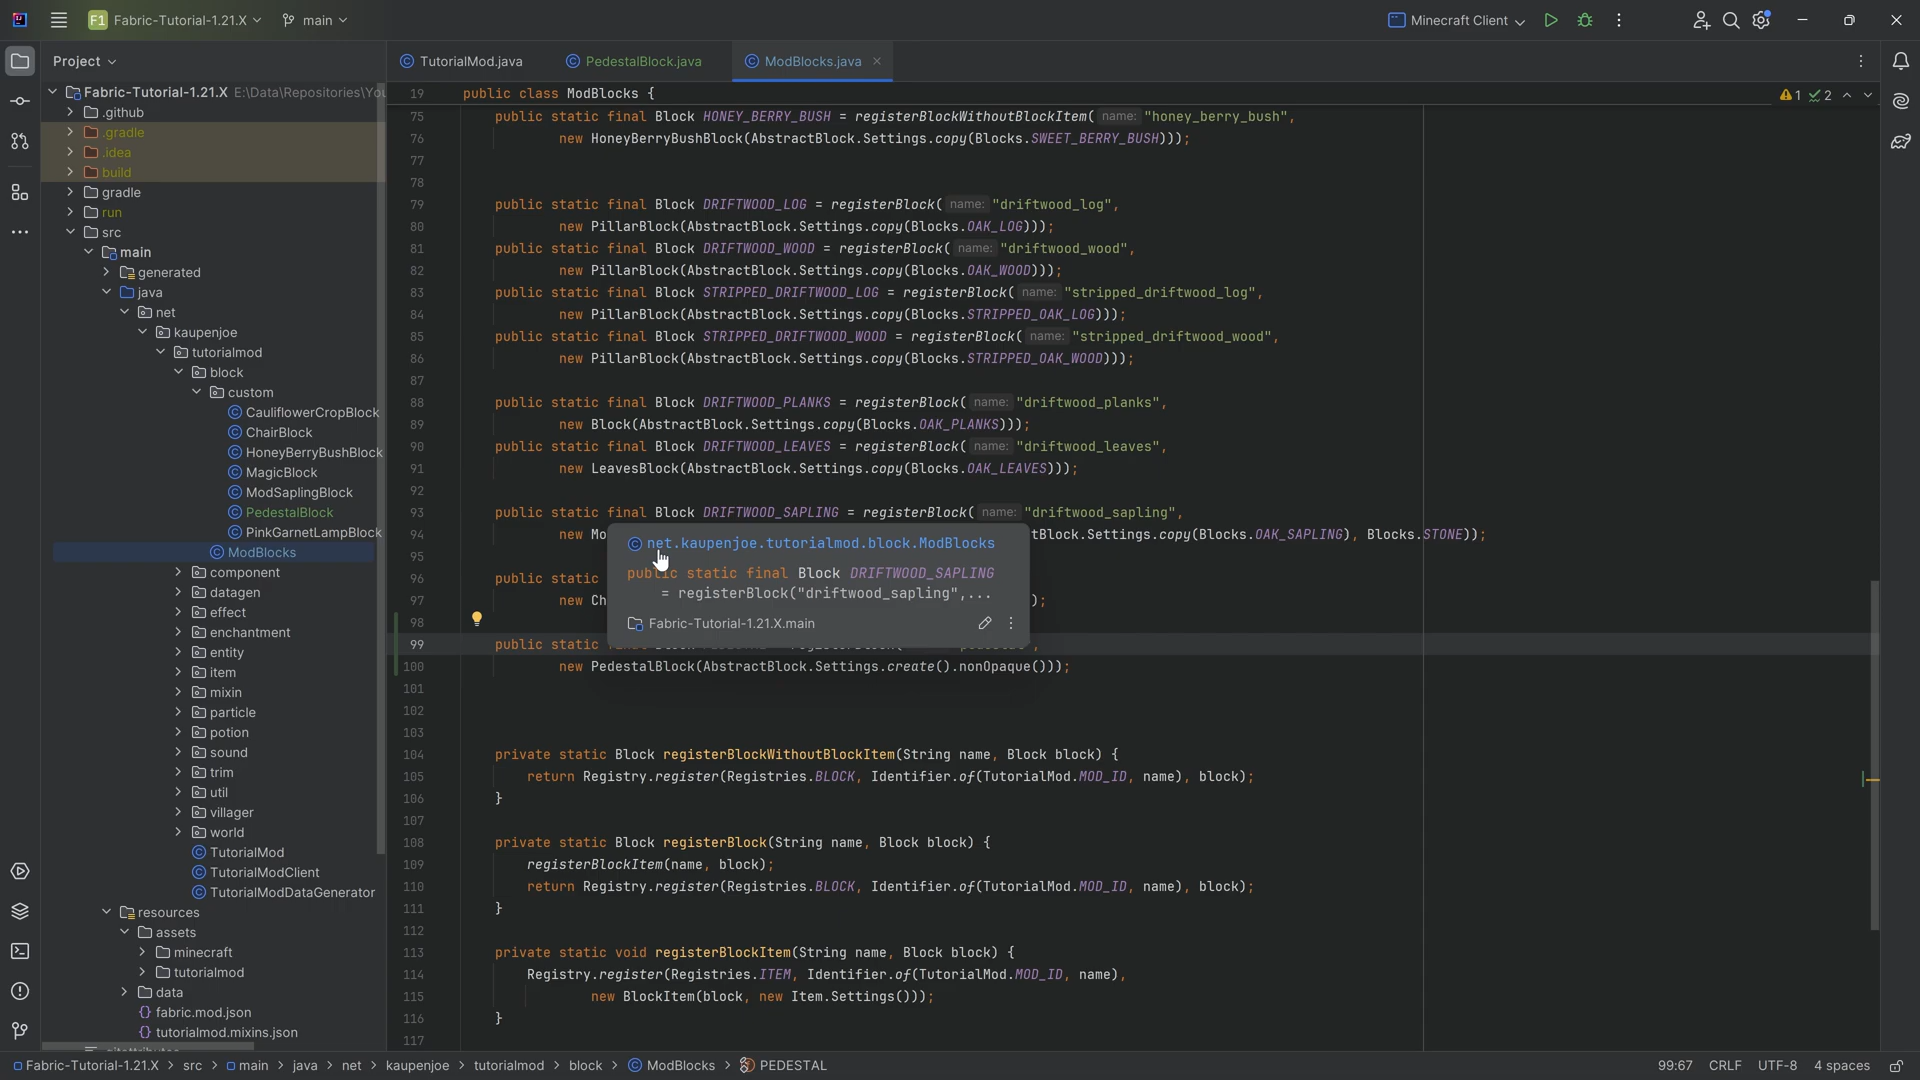 F1 Fabric-Tutorial-1.21.X main Minecraft Client
Project
TutorialMod.java PedestalBlock.java ModBlocks.java
Fabric-Tutorial-1.21.X E:\Data\Repositories\You
.github
.gradle
.idea
build
gradle
run
src
main
generated
java
net
kaupenjoe
tutorialmod
block
custom
CauliflowerCropBlock
ChairBlock
HoneyBerryBushBlock
MagicBlock
ModSaplingBlock
PedestalBlock
PinkGarnetLampBlock
ModBlocks
component
datagen
effect
enchantment
entity
item
mixin
particle
potion
sound
trim
util
villager
world
TutorialMod
TutorialModClient
TutorialModDataGenerator
resources
assets
minecraft
tutorialmod
data
fabric.mod.json
tutorialmod.mixins.json
19 public class ModBlocks { 1 2
75 public static final Block HONEY_BERRY_BUSH = registerBlockWithoutBlockItem( name: "honey_berry_bush",
76 new HoneyBerryBushBlock(AbstractBlock.Settings.copy(Blocks.SWEET_BERRY_BUSH)));
77
78
79 public static final Block DRIFTWOOD_LOG = registerBlock( name: "driftwood_log",
80 new PillarBlock(AbstractBlock.Settings.copy(Blocks.OAK_LOG)));
81 public static final Block DRIFTWOOD_WOOD = registerBlock( name: "driftwood_wood",
82 new PillarBlock(AbstractBlock.Settings.copy(Blocks.OAK_WOOD)));
83 public static final Block STRIPPED_DRIFTWOOD_LOG = registerBlock( name: "stripped_driftwood_log",
84 new PillarBlock(AbstractBlock.Settings.copy(Blocks.STRIPPED_OAK_LOG)));
85 public static final Block STRIPPED_DRIFTWOOD_WOOD = registerBlock( name: "stripped_driftwood_wood",
86 new PillarBlock(AbstractBlock.Settings.copy(Blocks.STRIPPED_OAK_WOOD)));
87
88 public static final Block DRIFTWOOD_PLANKS = registerBlock( name: "driftwood_planks",
89 new Block(AbstractBlock.Settings.copy(Blocks.OAK_PLANKS)));
90 public static final Block DRIFTWOOD_LEAVES = registerBlock( name: "driftwood_leaves",
91 new LeavesBlock(AbstractBlock.Settings.copy(Blocks.OAK_LEAVES)));
92
93 public static final Block DRIFTWOOD_SAPLING = registerBlock( name: "driftwood_sapling",
94 new Mo tBlock.Settings.copy(Blocks.OAK_SAPLING), Blocks.STONE));
95
96 public static
97 new Ch );
98
99 public static
100 new PedestalBlock(AbstractBlock.Settings.create().nonOpaque()));
101
102
103
104 private static Block registerBlockWithoutBlockItem(String name, Block block) {
105 return Registry.register(Registries.BLOCK, Identifier.of(TutorialMod.MOD_ID, name), block);
106 }
107
108 private static Block registerBlock(String name, Block block) {
109 registerBlockItem(name, block);
110 return Registry.register(Registries.BLOCK, Identifier.of(TutorialMod.MOD_ID, name), block);
111 }
112
113 private static void registerBlockItem(String name, Block block) {
114 Registry.register(Registries.ITEM, Identifier.of(TutorialMod.MOD_ID, name),
115 new BlockItem(block, new Item.Settings()));
116 }
117
net.kaupenjoe.tutorialmod.block.ModBlocks
public static final Block DRIFTWOOD_SAPLING
= registerBlock("driftwood_sapling",...
Fabric-Tutorial-1.21.X.main
Fabric-Tutorial-1.21.X > src > main > java > net > kaupenjoe > tutorialmod > block > ModBlocks > PEDESTAL 99:67 CRLF UTF-8 4 spaces